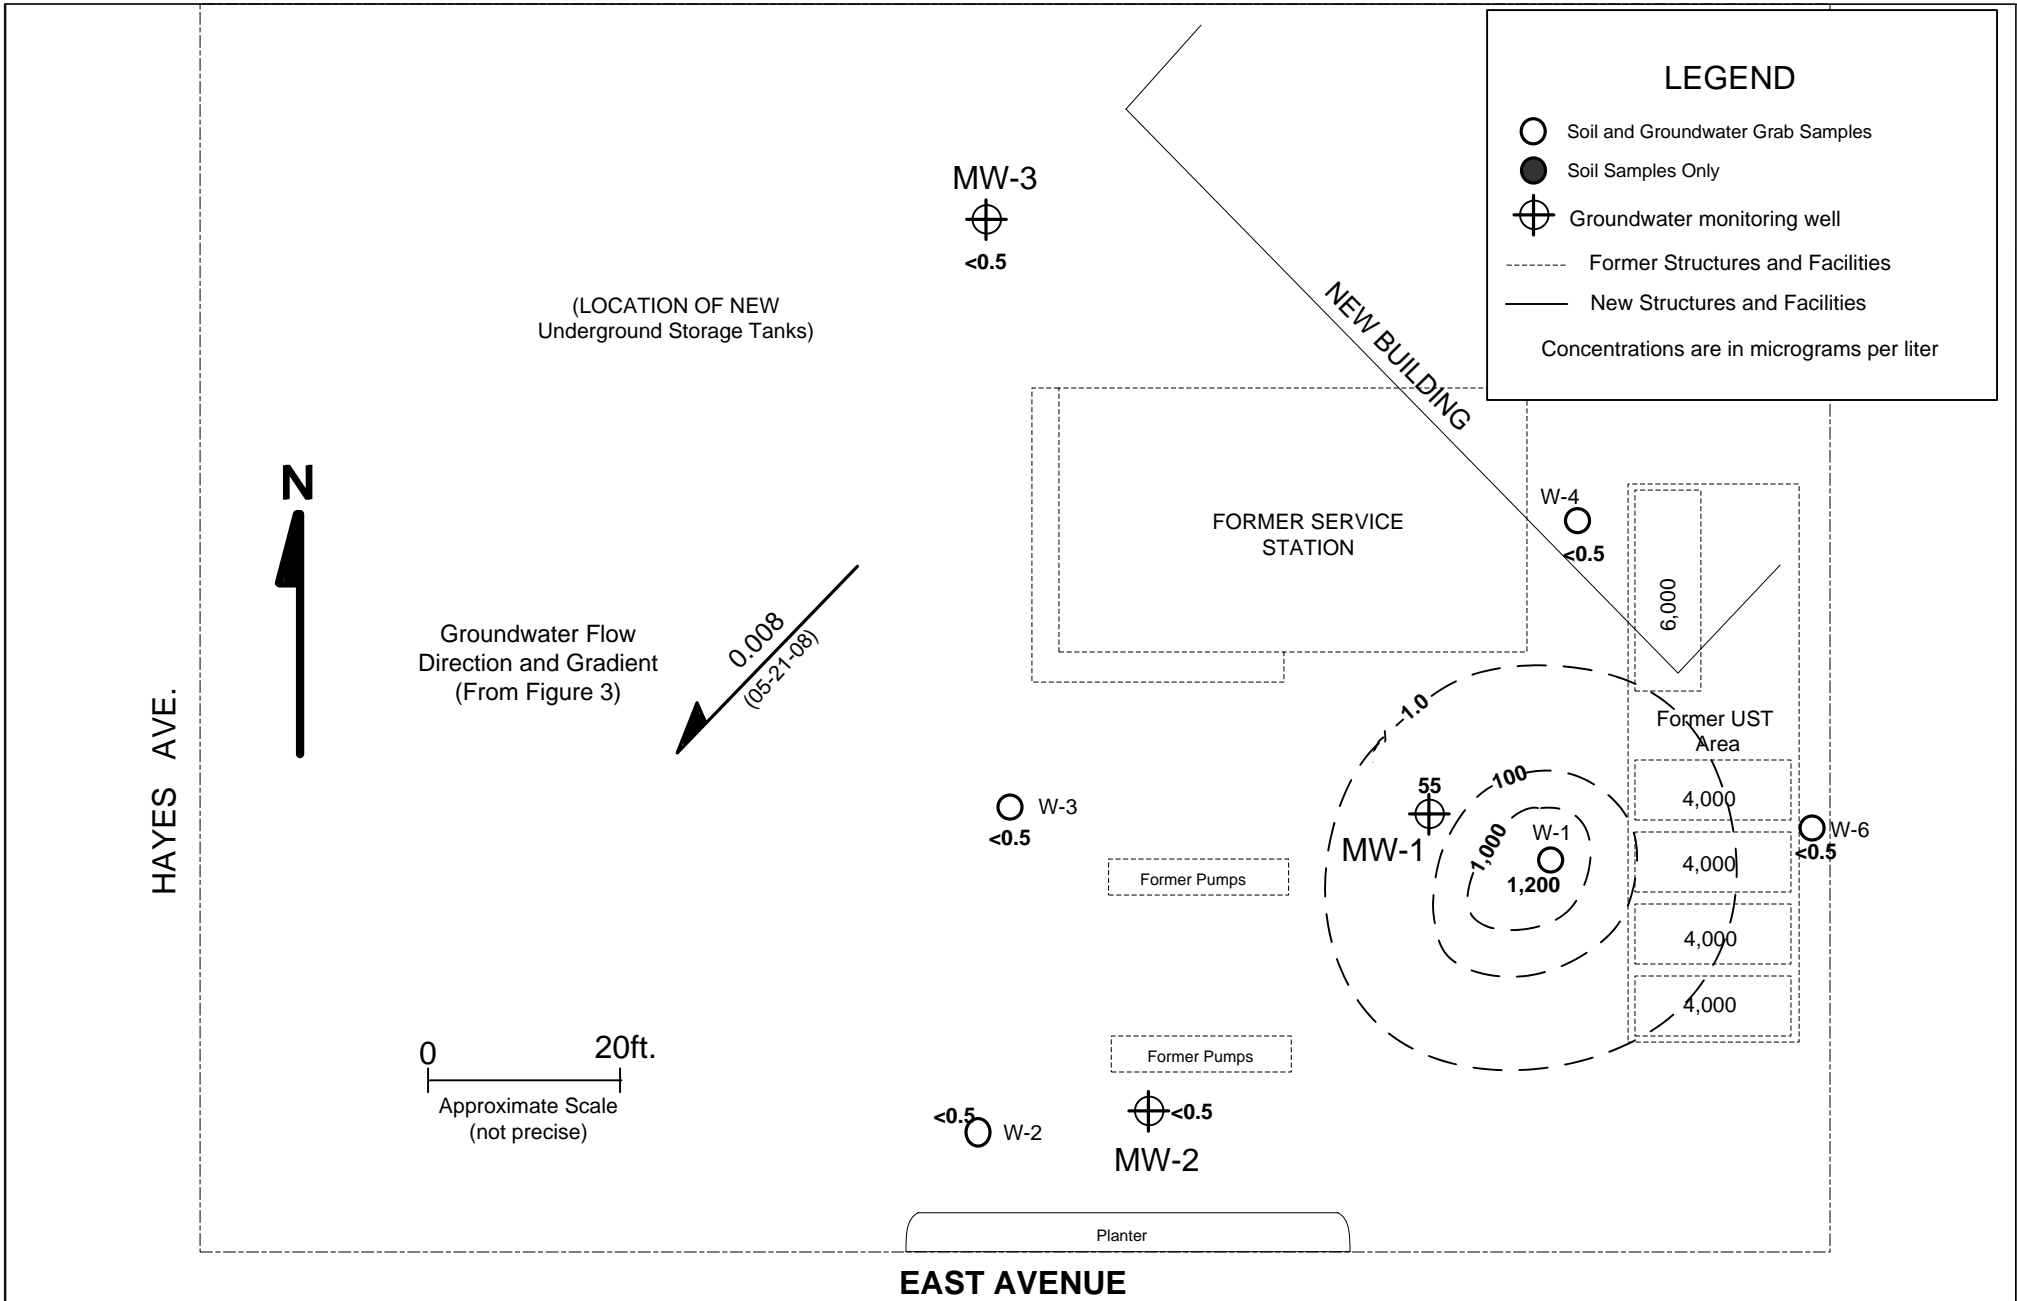 LEGEND
Soil and Groundwater Grab Samples
Soil Samples Only
Groundwater monitoring well
Former Structures and Facilities
New Structures and Facilities
Concentrations are in micrograms per liter
MW-3
<0.5
(LOCATION OF NEW
Underground Storage Tanks)
NEW BUILDING
N
FORMER SERVICE
STATION
W-4
<0.5
6,000
Groundwater Flow
Direction and Gradient
(From Figure 3)
0.008
(05-21-08)
HAYES AVE.
1.0
Former UST
Area
100
55
MW-1
1,000
W-1
1,200
4,000
4,000
4,000
4,000
W-6
<0.5
W-3
<0.5
Former Pumps
0
20ft.
Approximate Scale
(not precise)
Former Pumps
<0.5
W-2
<0.5
MW-2
Planter
EAST AVENUE